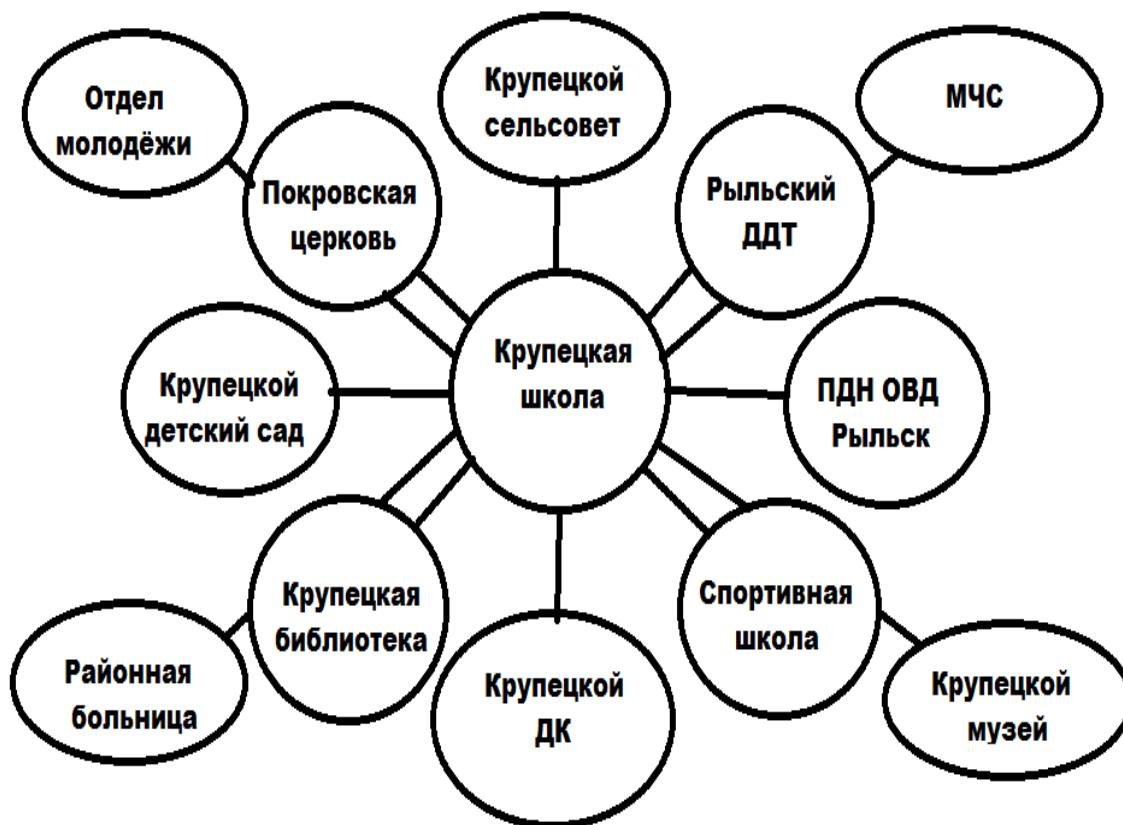 Отдел
молодёжи
Крупецкой
сельсовет
МЧС
Покровская
церковь
Рыльский
ДДТ
Крупецкой
детский сад
Крупецкая
школа
ПДН ОВД
Рыльск
Районная
больница
Крупецкая
библиотека
Крупецкой
ДК
Спортивная
школа
Крупецкой
музей